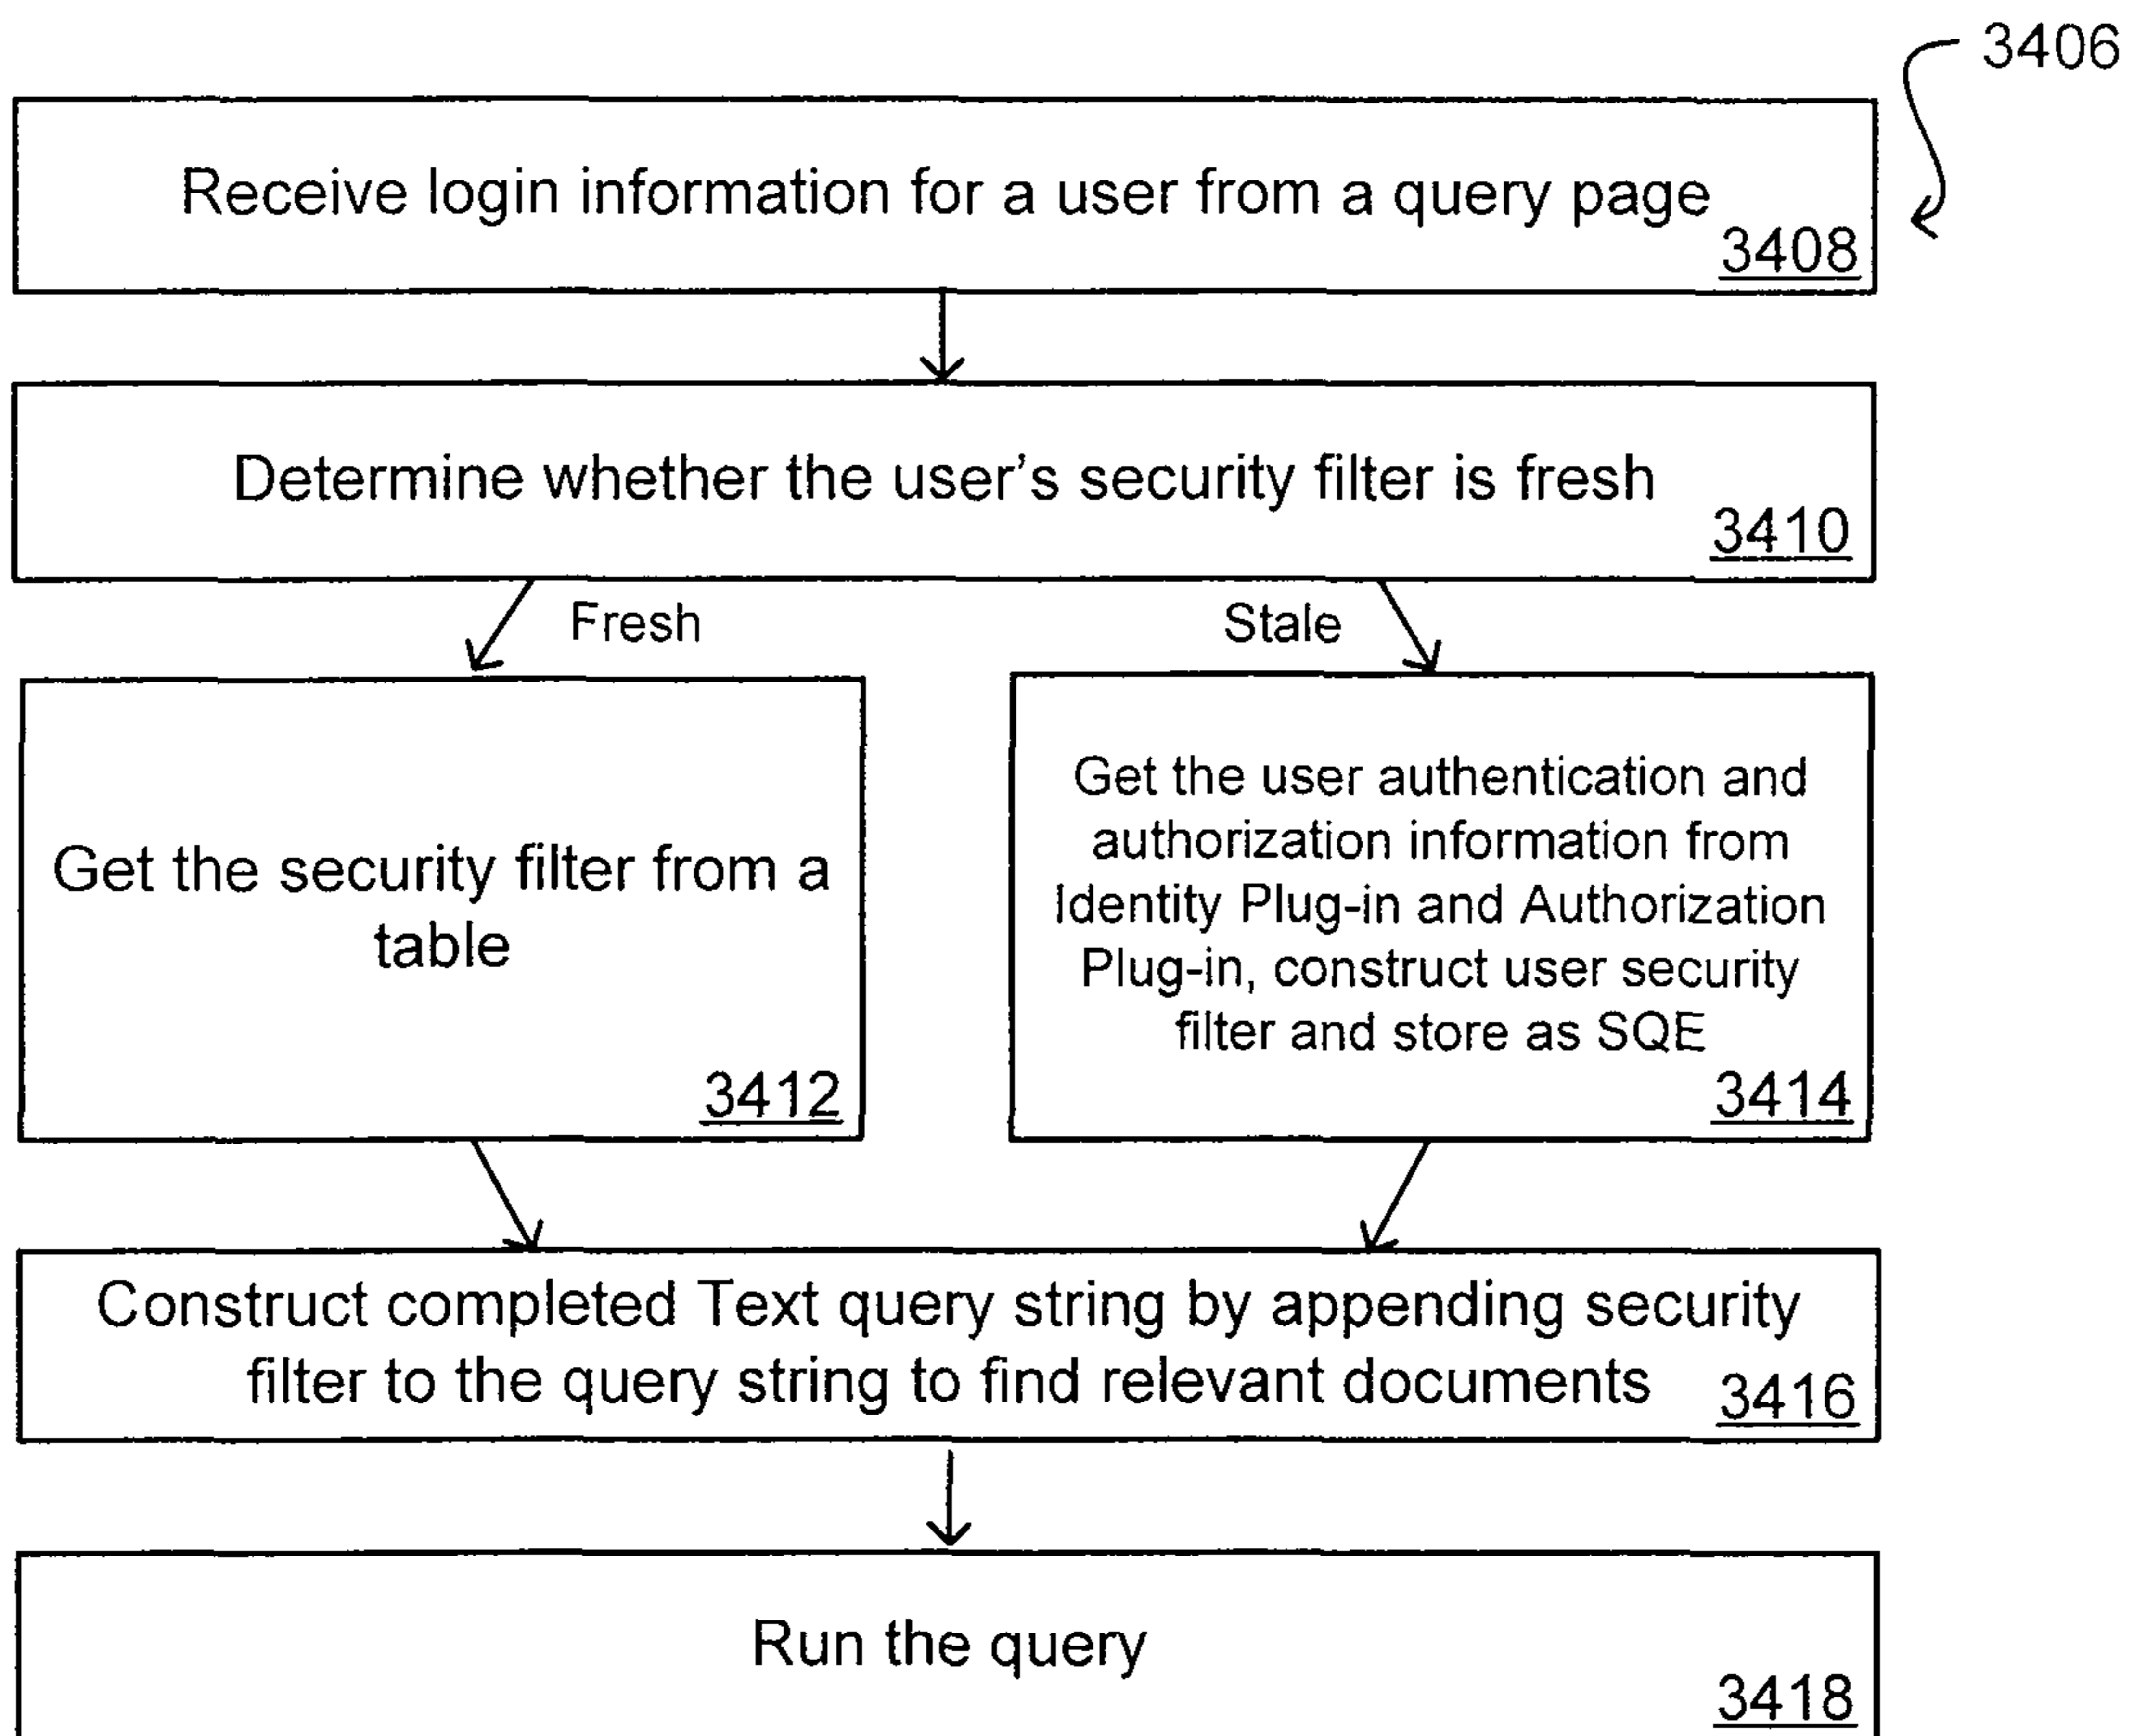 3406
Receive login information for a user from a query page
3408
Determine whether the user's security filter is fresh
3410
Fresh
Stale
Get the security filter from a
table
3412
Get the user authentication and
authorization information from
Identity Plug-in and Authorization
Plug-in, construct user security
filter and store as SQE
3414
Construct completed Text query string by appending security
filter to the query string to find relevant documents
3416
Run the query
3418